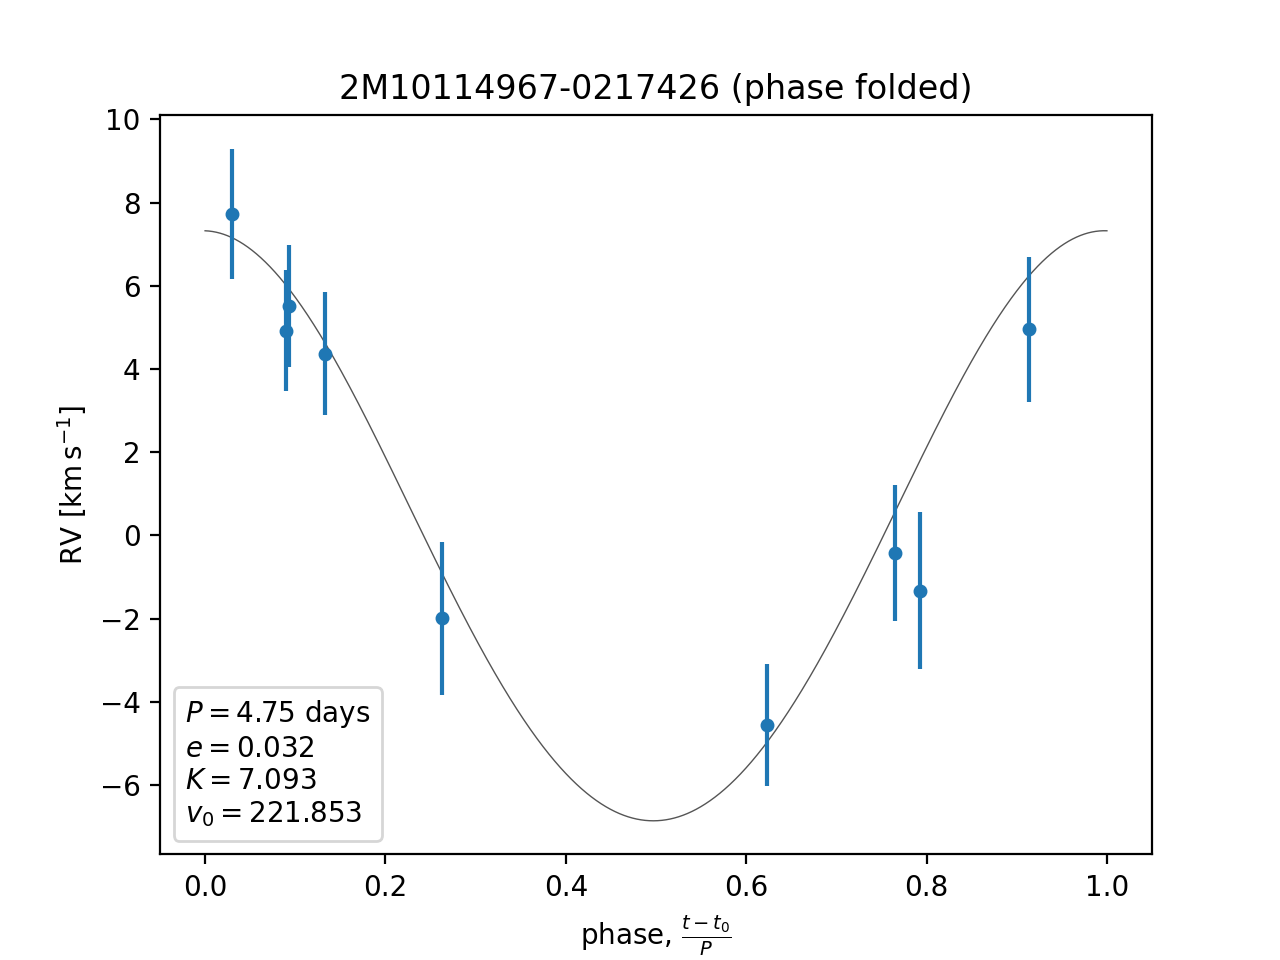 2M10114967-0217426 (phase folded)
10
8
6
4
2
0
−2
−4
−6
RV [km s⁻¹]
P = 4.75 days
e = 0.032
K = 7.093
v₀ = 221.853
0.0 0.2 0.4 0.6 0.8 1.0
phase, (t − t₀)/P